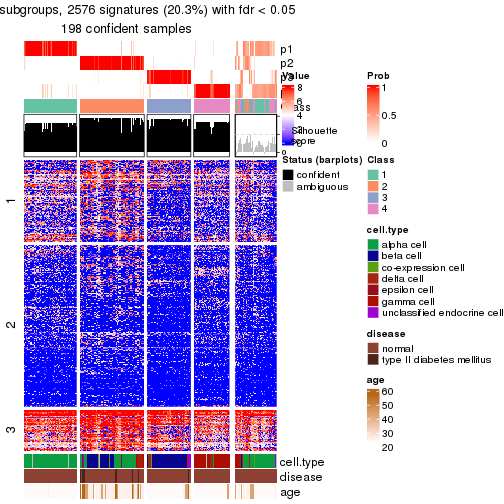 subgroups, 2576 signatures (20.3%) with fdr < 0.05
198 confident samples
p1
p2
p3
p4
Class
Silhouette
score
1
2
3
cell.type
disease
age
Value
8
6
4
2
0
Prob
1
0.5
0
Status (barplots)
confident
ambiguous
Class
1
2
3
4
cell.type
alpha cell
beta cell
co-expression cell
delta cell
epsilon cell
gamma cell
unclassified endocrine cell
disease
normal
type II diabetes mellitus
age
60
50
40
30
20